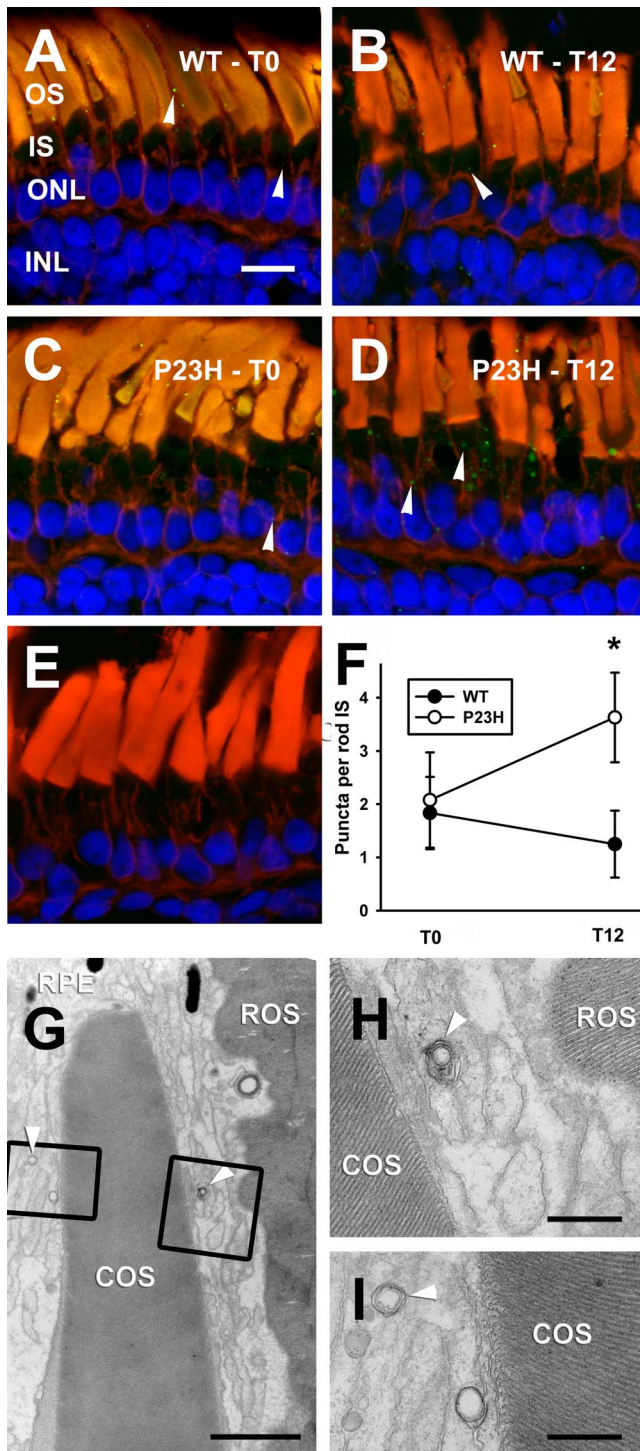 A
WT - T0
OS
IS
ONL
INL
B
WT - T12
C
P23H - T0
D
P23H - T12
E
F
*
WT
P23H
Puncta per rod IS
4
3
2
1
0
T0
T12
G
RPE
ROS
COS
H
ROS
COS
I
COS